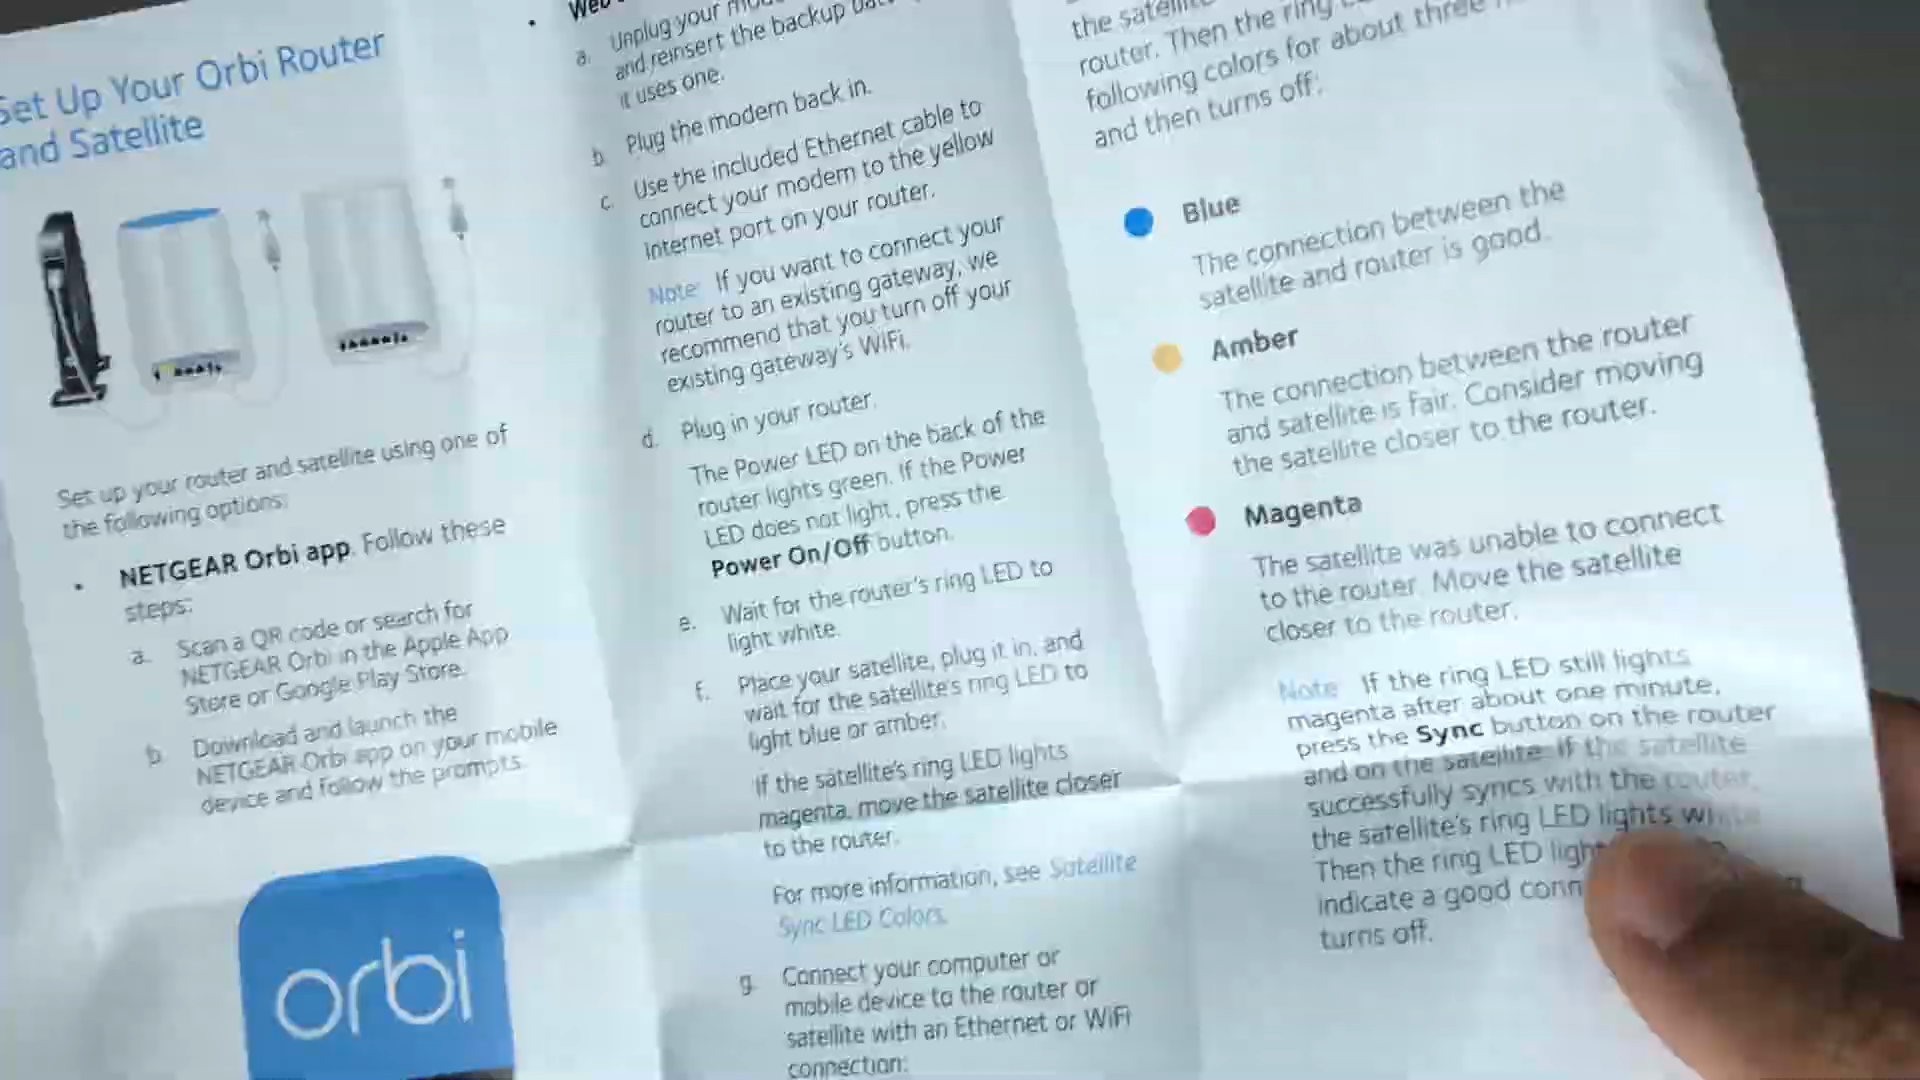 Set Up Your Orbi Router
and Satellite
Set up your router and satellite using one of
the following options:
• NETGEAR Orbi app. Follow these
steps:
a. Scan a QR code or search for
NETGEAR Orbi in the Apple App
Store or Google Play Store.
b. Download and launch the
NETGEAR Orbi app on your mobile
device and follow the prompts.
orbi
•
a. Unplug your
and reinsert the backup
it uses one.
b. Plug the modem back in.
c. Use the included Ethernet cable to
connect your modem to the yellow
Internet port on your router.
Note: If you want to connect your
router to an existing gateway, we
recommend that you turn off your
existing gateway's WiFi.
d. Plug in your router.
The Power LED on the back of the
router lights green. If the Power
LED does not light, press the
Power On/Off button.
e. Wait for the router's ring LED to
light white.
f. Place your satellite, plug it in, and
wait for the satellite's ring LED to
light blue or amber.
If the satellite's ring LED lights
magenta, move the satellite closer
to the router.
For more information, see Satellite
Sync LED Colors.
g. Connect your computer or
mobile device to the router or
satellite with an Ethernet or WiFi
connection:
the satellite
router. Then the ring
following colors for about three
and then turns off:
Blue
The connection between the
satellite and router is good.
Amber
The connection between the router
and satellite is fair. Consider moving
the satellite closer to the router.
Magenta
The satellite was unable to connect
to the router. Move the satellite
closer to the router.
Note: If the ring LED still lights
magenta after about one minute,
press the Sync button on the router
and on the satellite. If the satellite
successfully syncs with the router,
the satellite's ring LED lights white.
Then the ring LED
indicate a good
turns off.